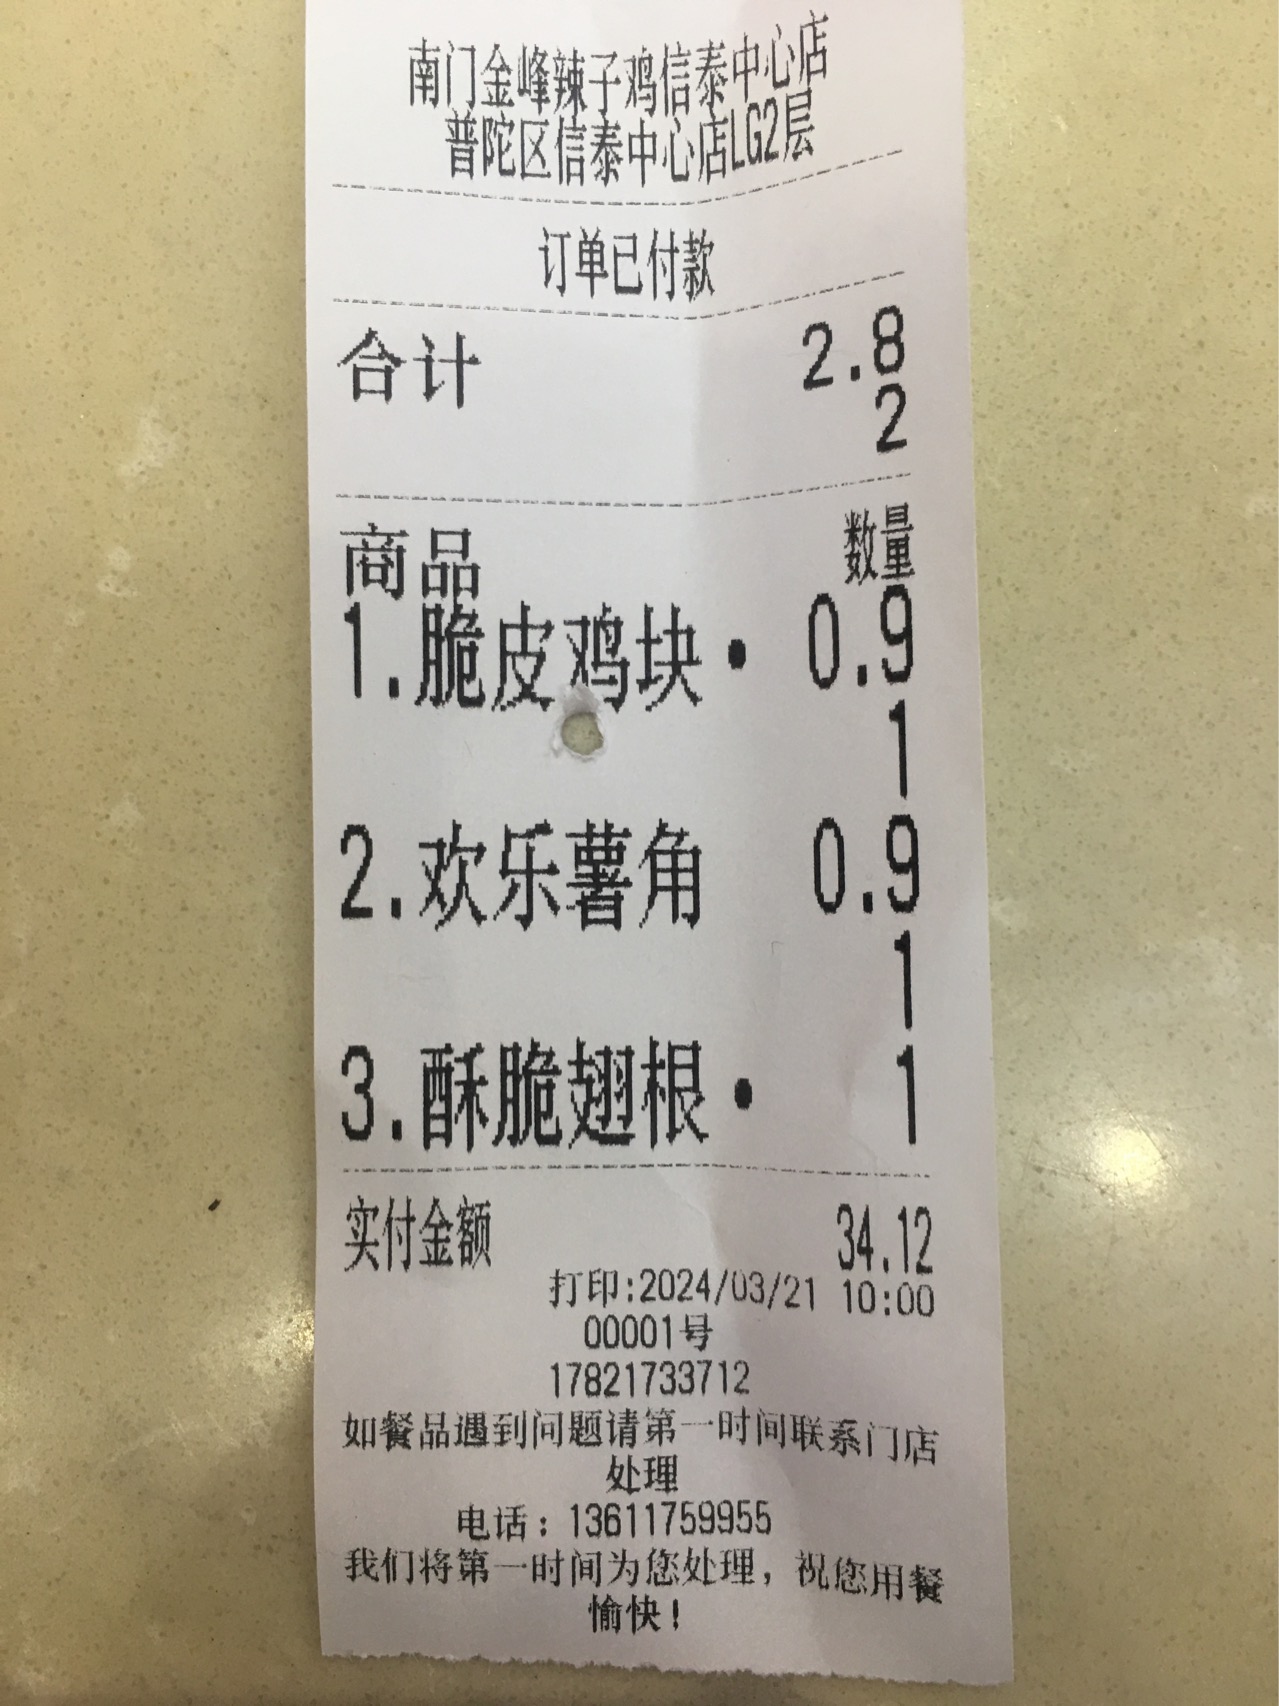 南门金峰辣子鸡信泰中心店
普陀区信泰中心店LG2层
订单已付款
合计 2.8
2
商品 数量
1.脆皮鸡块· 0.9
1
2.欢乐薯角 0.9
1
3.酥脆翅根· 1
实付金额 34.12
打印:2024/03/21 10:00
00001号
17821733712
如餐品遇到问题请第一时间联系门店
处理
电话：13611759955
我们将第一时间为您处理，祝您用餐
愉快!